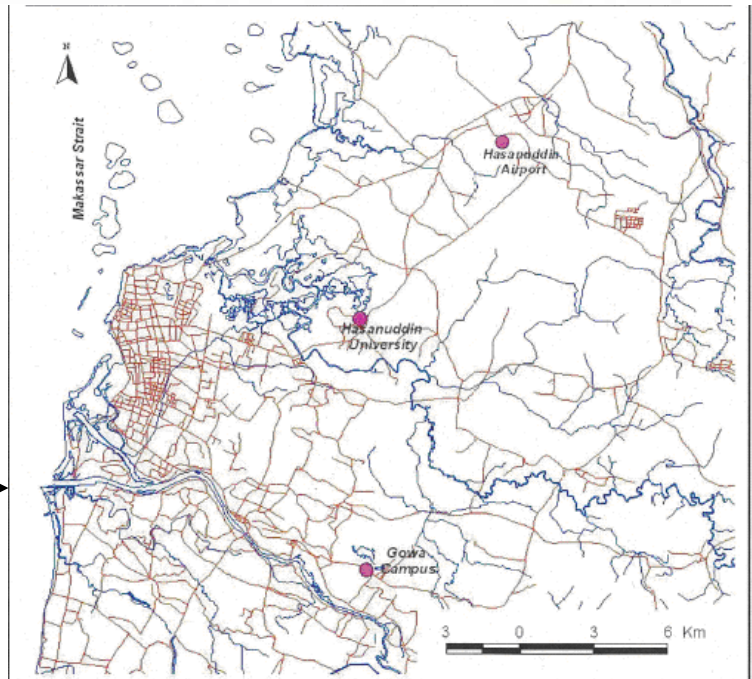 N
Makassar Strait
Hasanuddin
Airport
Hasanuddin
University
Gowa
Campus
3 0 3 6 Km